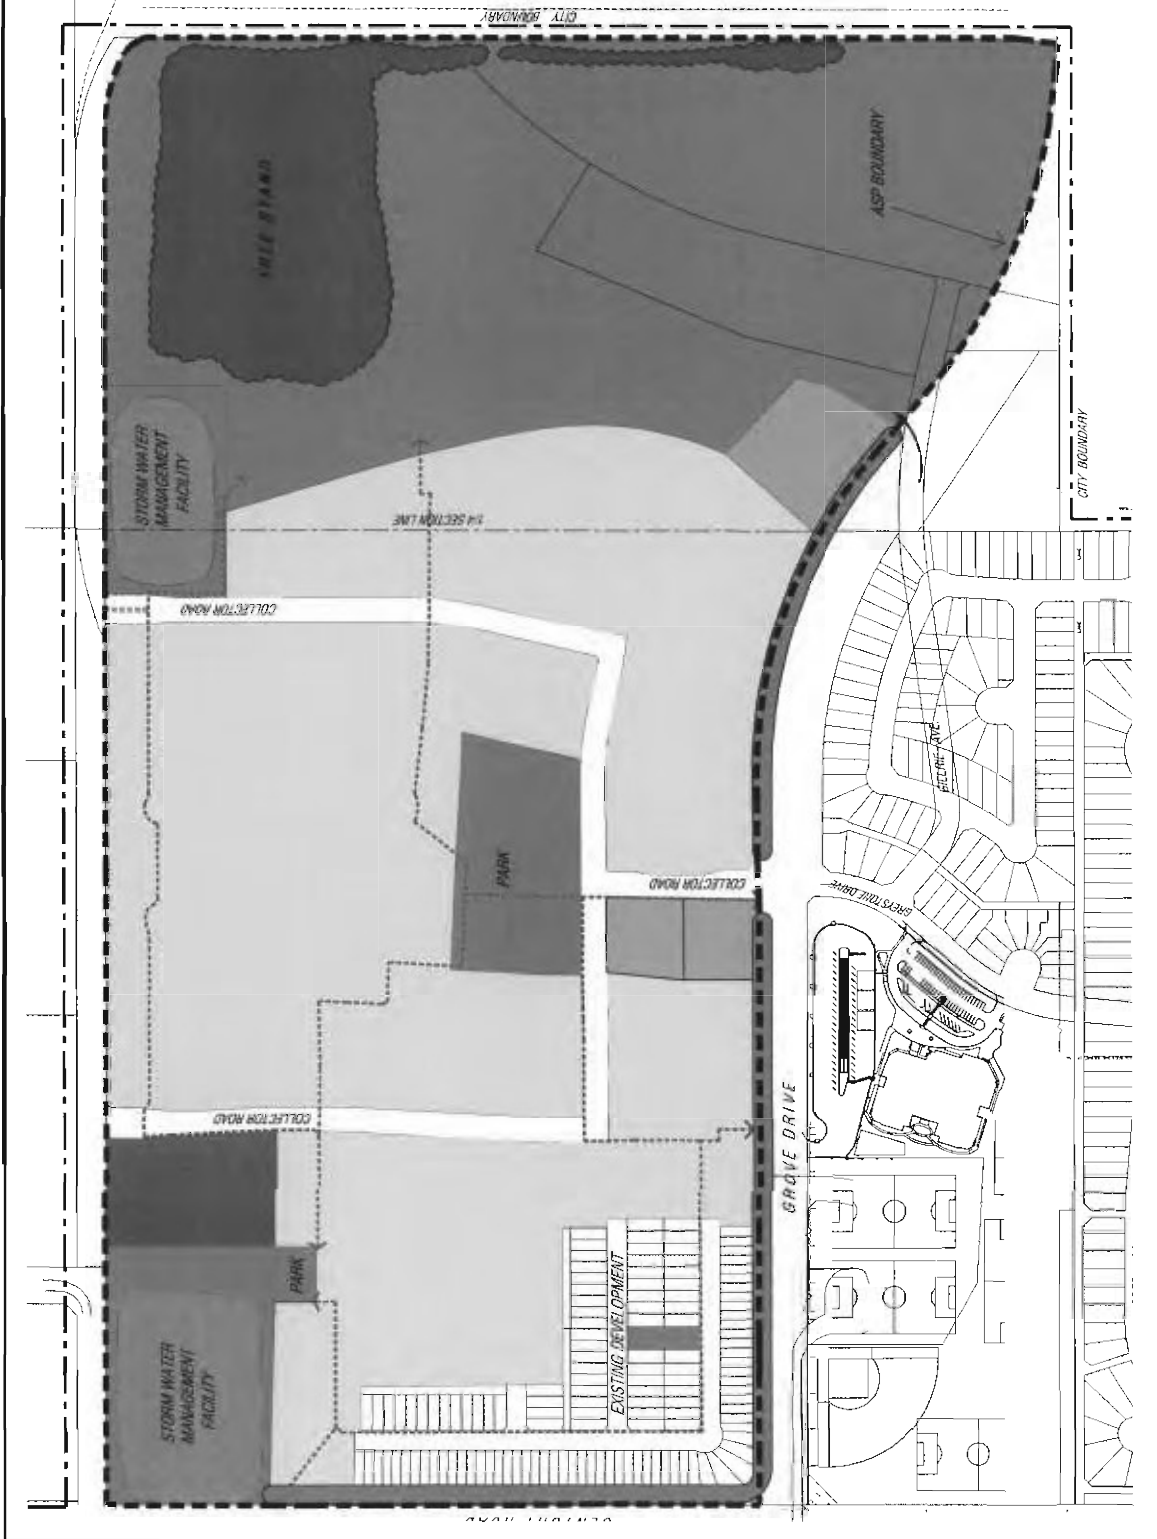 CITY BOUNDARY
ASP BOUNDARY
TREE STAND
STORM WATER
MANAGEMENT
FACILITY
CITY BOUNDARY
1/4 SECTION LINE
COLLECTOR ROAD
PARK
COLLECTOR ROAD
GREYSTONE DRIVE
COLLECTOR ROAD
GROVE DRIVE
PARK
EXISTING DEVELOPMENT
STORM WATER
MANAGEMENT
FACILITY